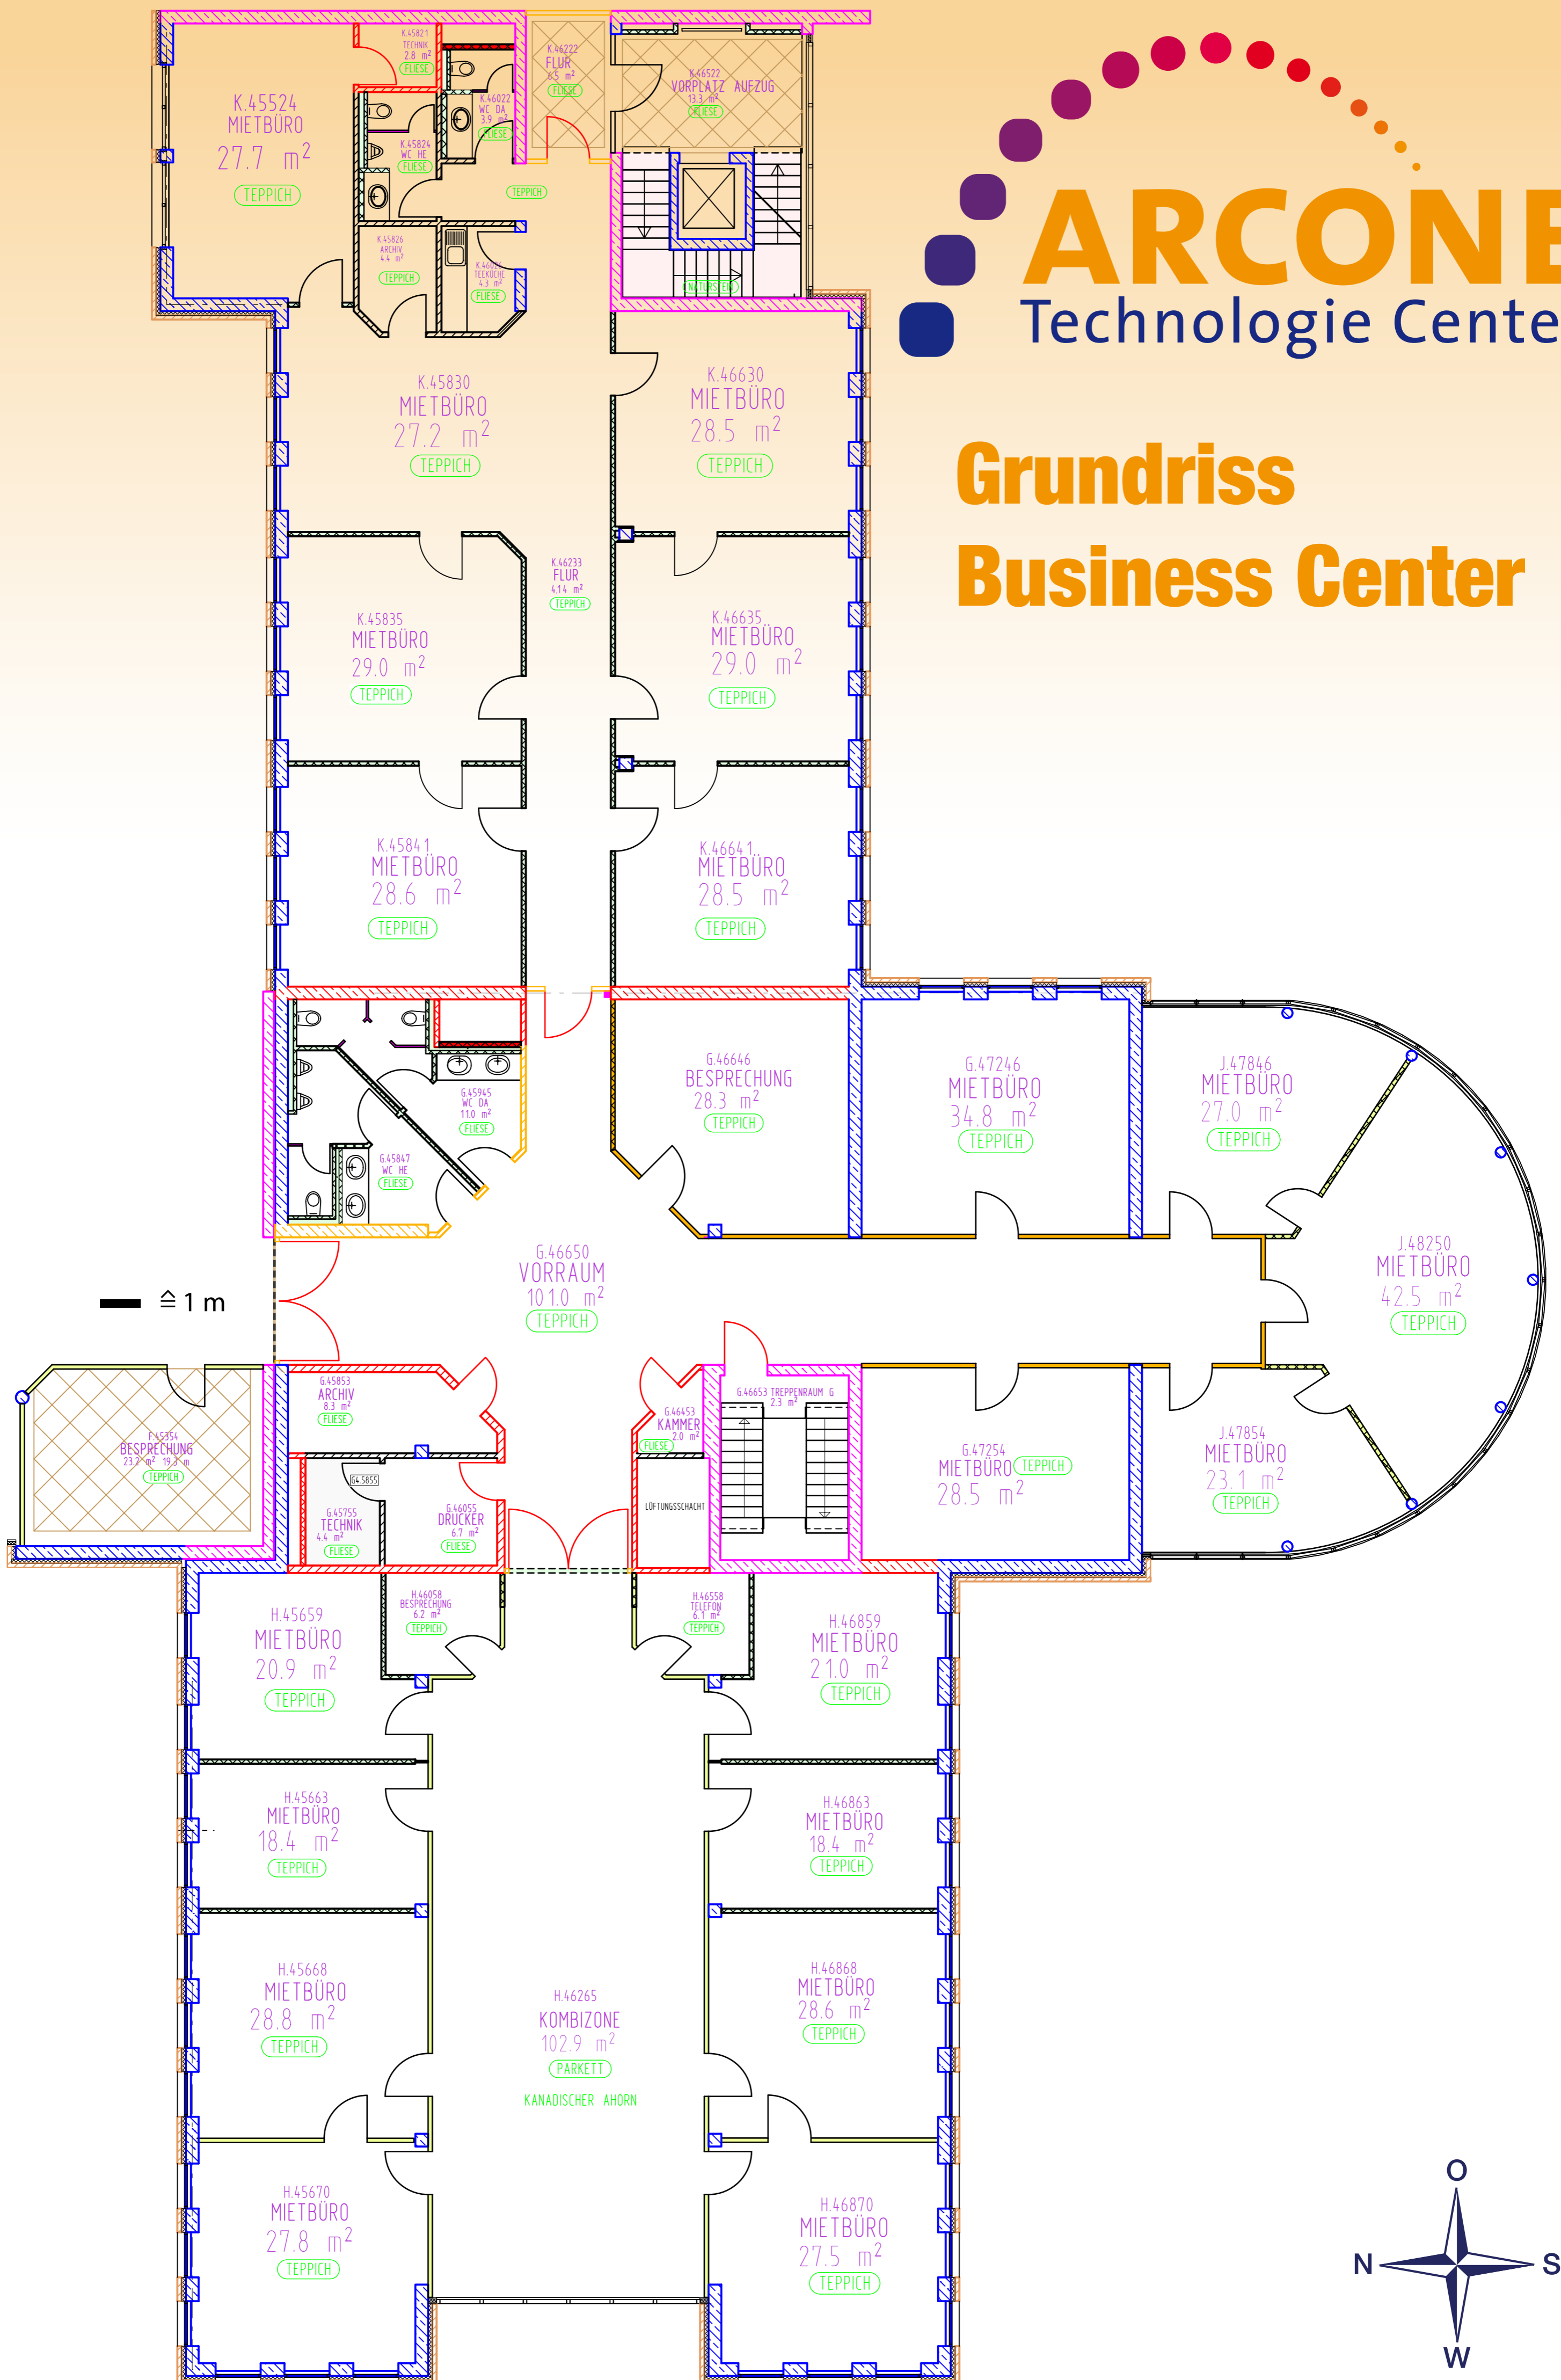 ARCONE
Technologie Cente
Grundriss
Business Center
K.45524
MIETBÜRO
27.7 m²
TEPPICH
K.45821
TECHNIK
2.8 m²
FLIESE
K.45824
WC HE
FLIESE
K.46022
WC DA
3.9 m²
FLIESE
K.46222
FLUR
6.5 m²
FLIESE
K.46522
VORPLATZ AUFZUG
13.3 m²
FLIESE
TEPPICH
K.45826
ARCHIV
4.4 m²
TEPPICH
TEEKÜCHE
4.3 m²
FLIESE
NATURSTEIN
K.45830
MIETBÜRO
27.2 m²
TEPPICH
K.46630
MIETBÜRO
28.5 m²
TEPPICH
K.46233
FLUR
41.4 m²
TEPPICH
K.45835
MIETBÜRO
29.0 m²
TEPPICH
K.46635
MIETBÜRO
29.0 m²
TEPPICH
K.45841
MIETBÜRO
28.6 m²
TEPPICH
K.46641
MIETBÜRO
28.5 m²
TEPPICH
G.45945
WC DA
11.0 m²
FLIESE
G.45847
WC HE
FLIESE
G.46646
BESPRECHUNG
28.3 m²
TEPPICH
G.47246
MIETBÜRO
34.8 m²
TEPPICH
J.47846
MIETBÜRO
27.0 m²
TEPPICH
G.46650
VORRAUM
101.0 m²
TEPPICH
J.48250
MIETBÜRO
42.5 m²
TEPPICH
≙ 1 m
F.45354
BESPRECHUNG
23.2 m² 19.3 m
TEPPICH
G.45853
ARCHIV
8.3 m²
FLIESE
G.46453
KAMMER
2.0 m²
FLIESE
G.46653 TREPPENRAUM G
2.3 m²
G.47254
MIETBÜRO TEPPICH
28.5 m²
J.47854
MIETBÜRO
23.1 m²
TEPPICH
G4.5855
G.45755
TECHNIK
4.4 m²
FLIESE
G.46055
DRUCKER
6.7 m²
FLIESE
LÜFTUNGSSCHACHT
H.45659
MIETBÜRO
20.9 m²
TEPPICH
H.46058
BESPRECHUNG
6.2 m²
TEPPICH
H.46558
TELEFON
6.1 m²
TEPPICH
H.46859
MIETBÜRO
21.0 m²
TEPPICH
H.45663
MIETBÜRO
18.4 m²
TEPPICH
H.46863
MIETBÜRO
18.4 m²
TEPPICH
H.45668
MIETBÜRO
28.8 m²
TEPPICH
H.46265
KOMBIZONE
102.9 m²
PARKETT
KANADISCHER AHORN
H.46868
MIETBÜRO
28.6 m²
TEPPICH
H.45670
MIETBÜRO
27.8 m²
TEPPICH
H.46870
MIETBÜRO
27.5 m²
TEPPICH
O
N
S
W